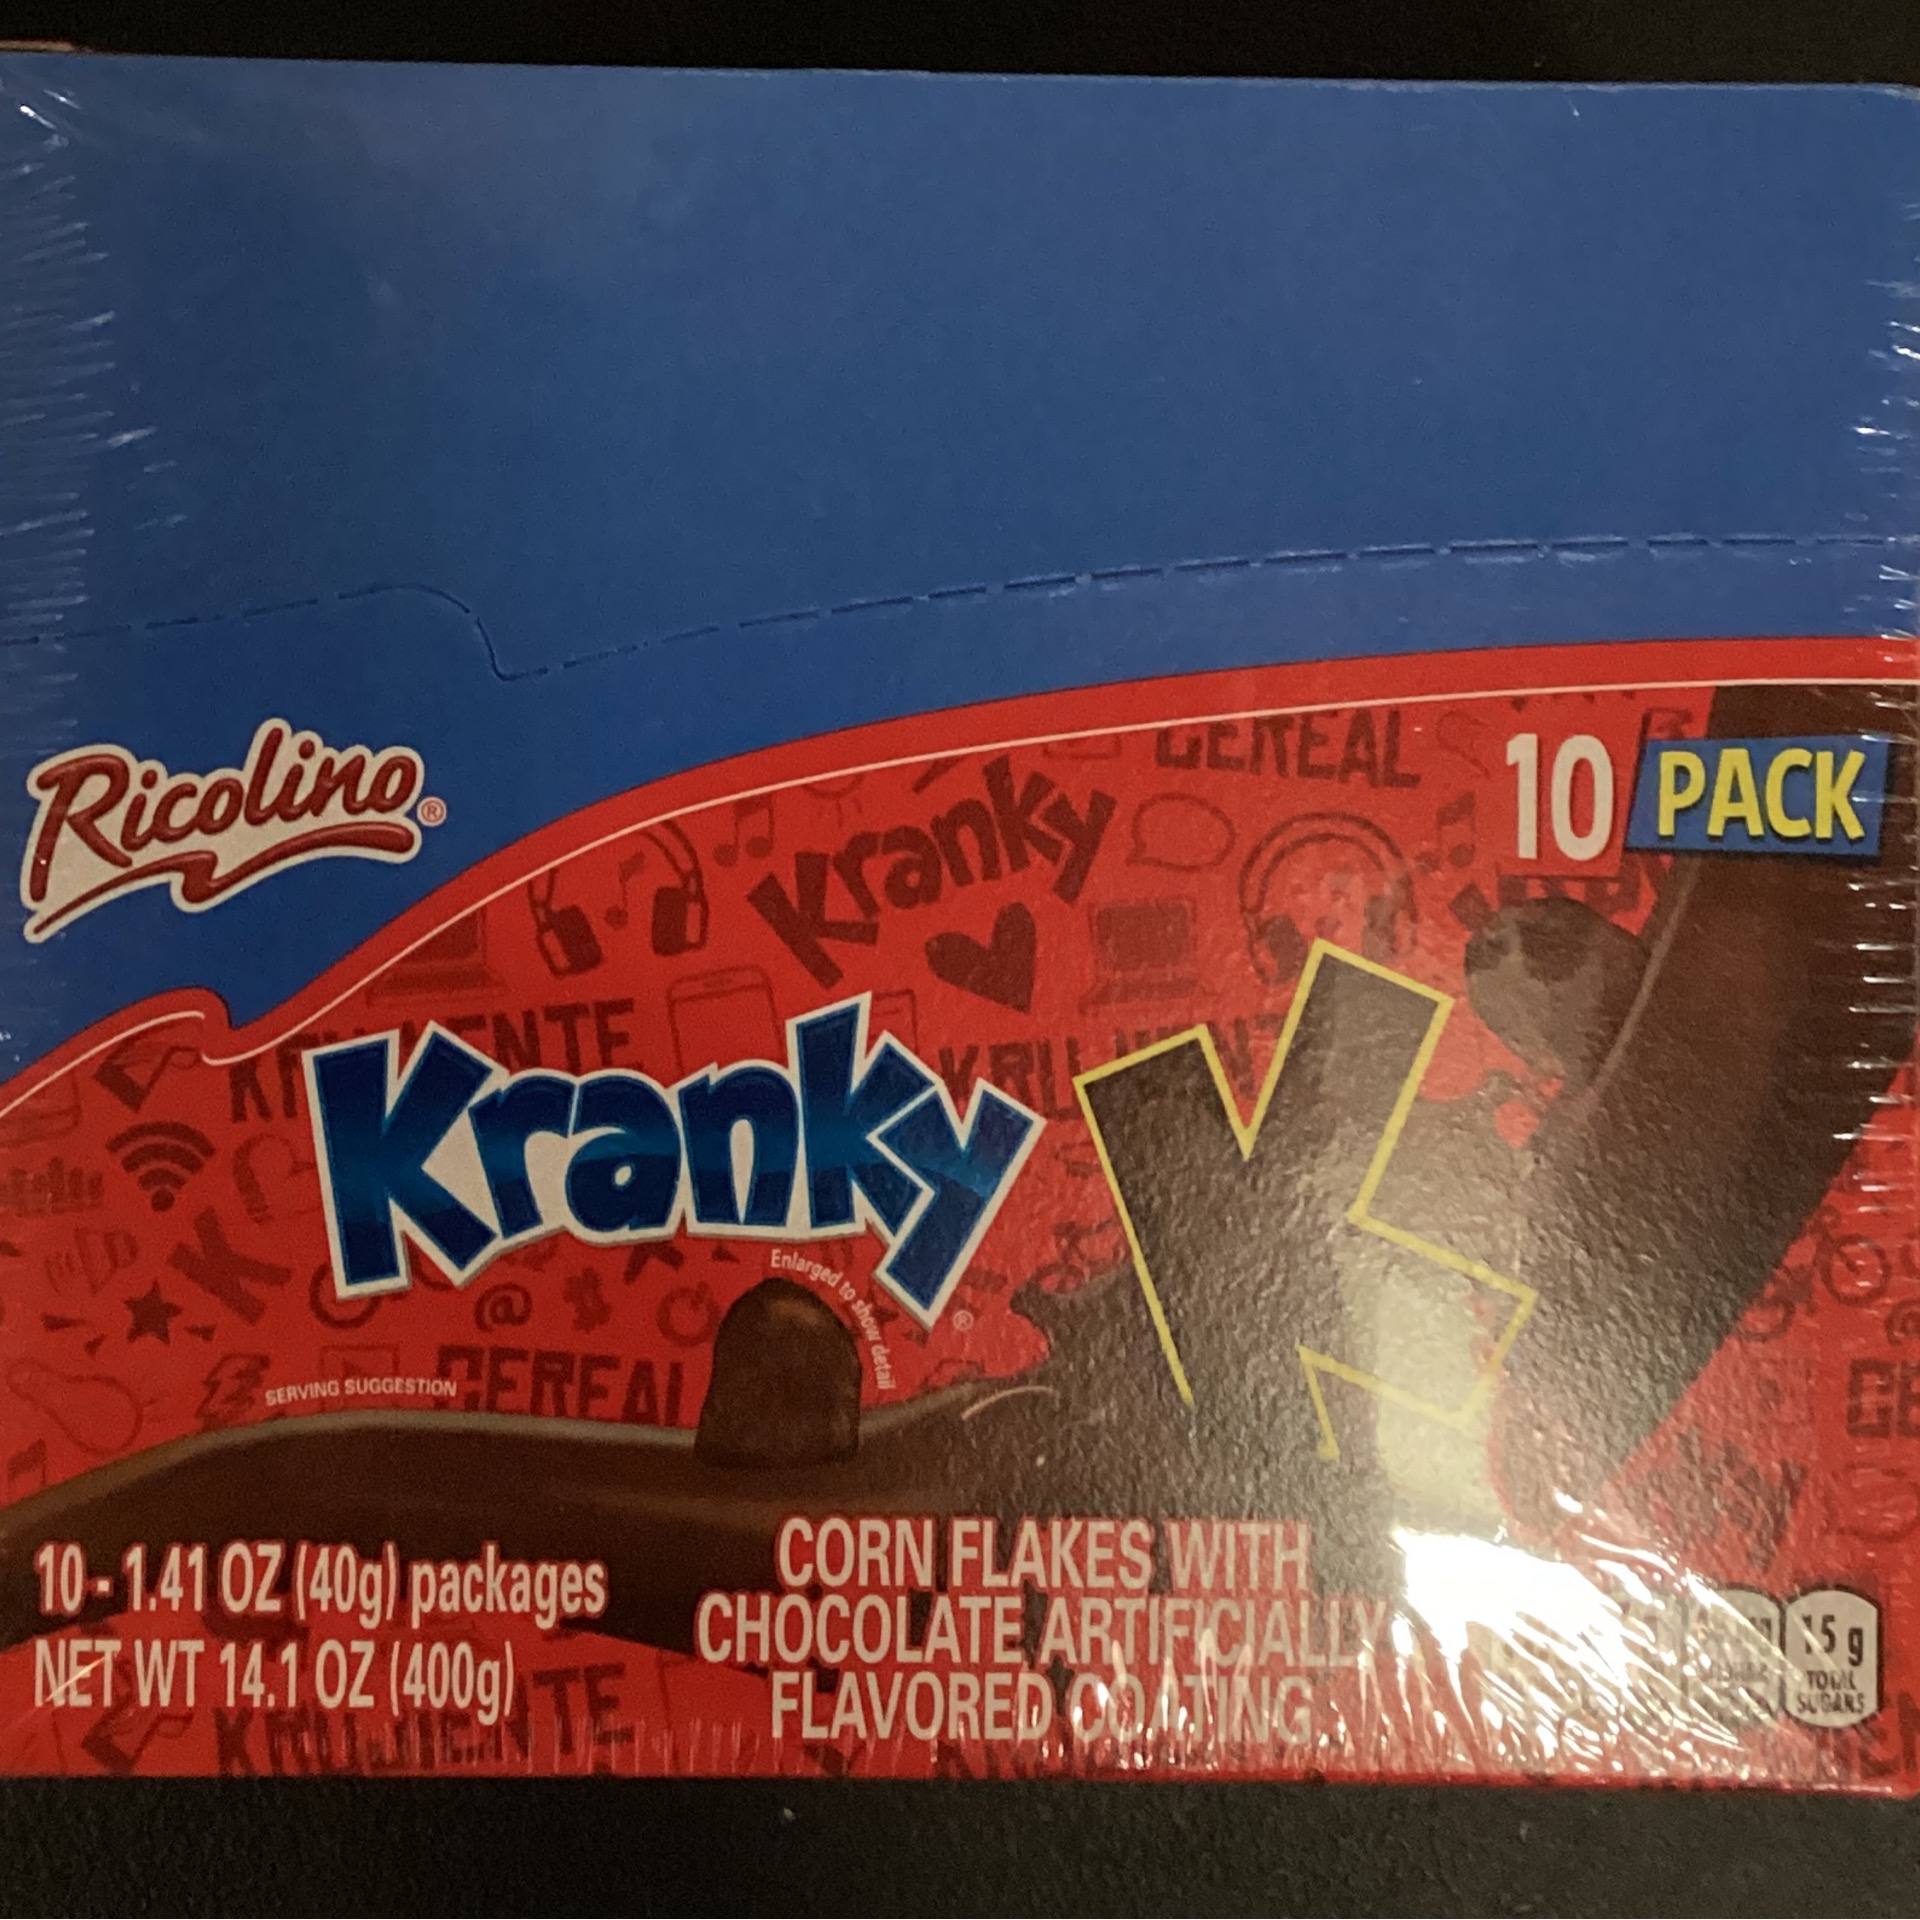 Ricolino®
10 PACK
CEREAL
Kranky
Kranky®
Enlarged to show detail
SERVING SUGGESTION
CEREAL
10 - 1.41 OZ (40g) packages
NET WT 14.1 OZ (400g)
CORN FLAKES WITH
CHOCOLATE ARTIFICIALLY
FLAVORED COATING
15 g
TOTAL
SUGARS